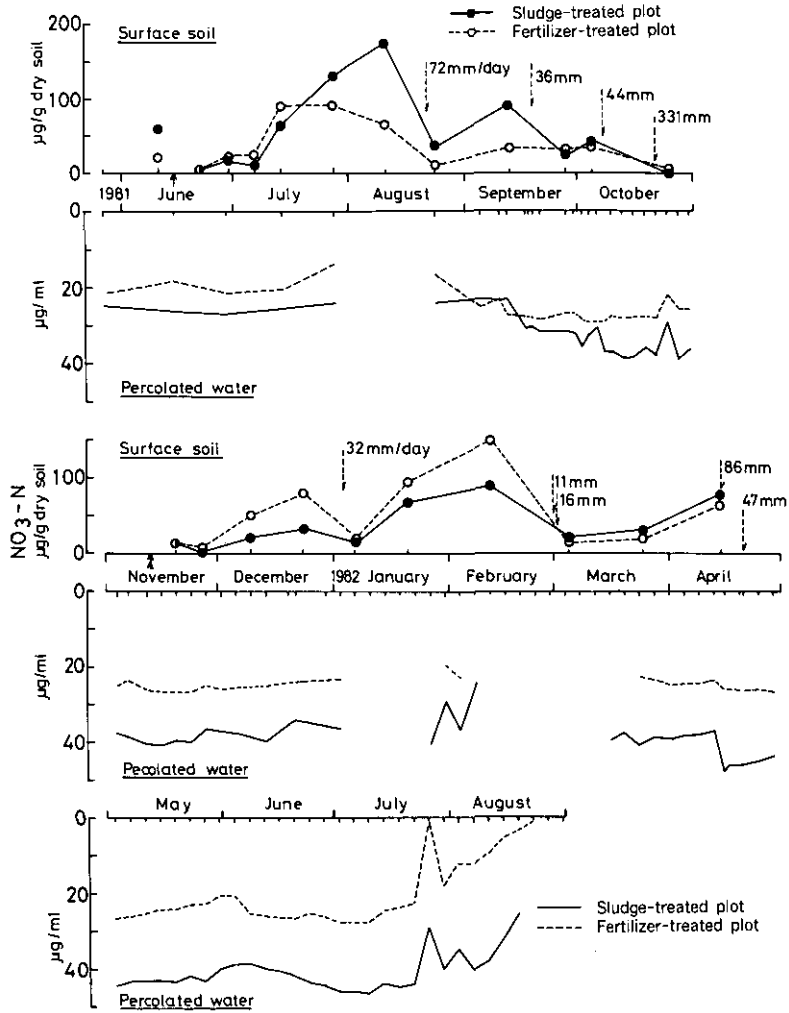 Sludge-treated plot
Fertilizer-treated plot
Surface soil
200
100
0
µg/g dry soil
72mm/day
36mm
44mm
331mm
1981 June July August September October
0
20
40
µg/ml
Percolated water
NO3-N
Surface soil
100
0
µg/g dry soil
32mm/day
11mm
16mm
86mm
47mm
November December 1982 January February March April
0
20
40
µg/ml
Pecolated water
May June July August
0
20
40
µg/ml
Sludge-treated plot
Fertilizer-treated plot
Percolated water